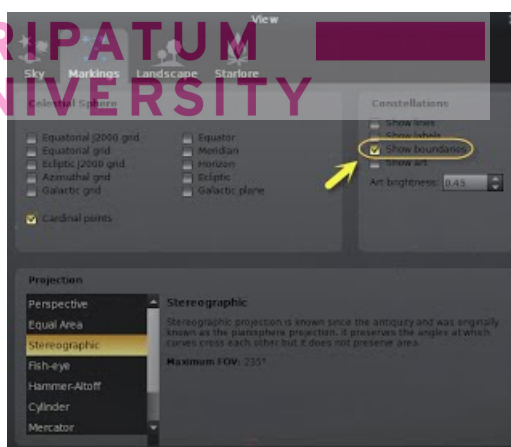 View
RIPATUM
NIVERSITY
Sky Markings Landscape Starlore
Celestial Sphere
Equatorial J2000 grid
Equatorial grid
Ecliptic J2000 grid
Azimuthal grid
Galactic grid
Equator
Meridian
Horizon
Ecliptic
Galactic plane
Cardinal points
Constellations
Show lines
Show labels
Show boundaries
Show art
Art brightness: 0.45
Projection
Perspective
Equal Area
Stereographic
Fish-eye
Hammer-Aitoff
Cylinder
Mercator
Stereographic
Stereographic projection is known since the antiquity and was originally
known as the planisphere projection. It preserves the angles at which
curves cross each other but it does not preserve area.
Maximum FOV: 235°